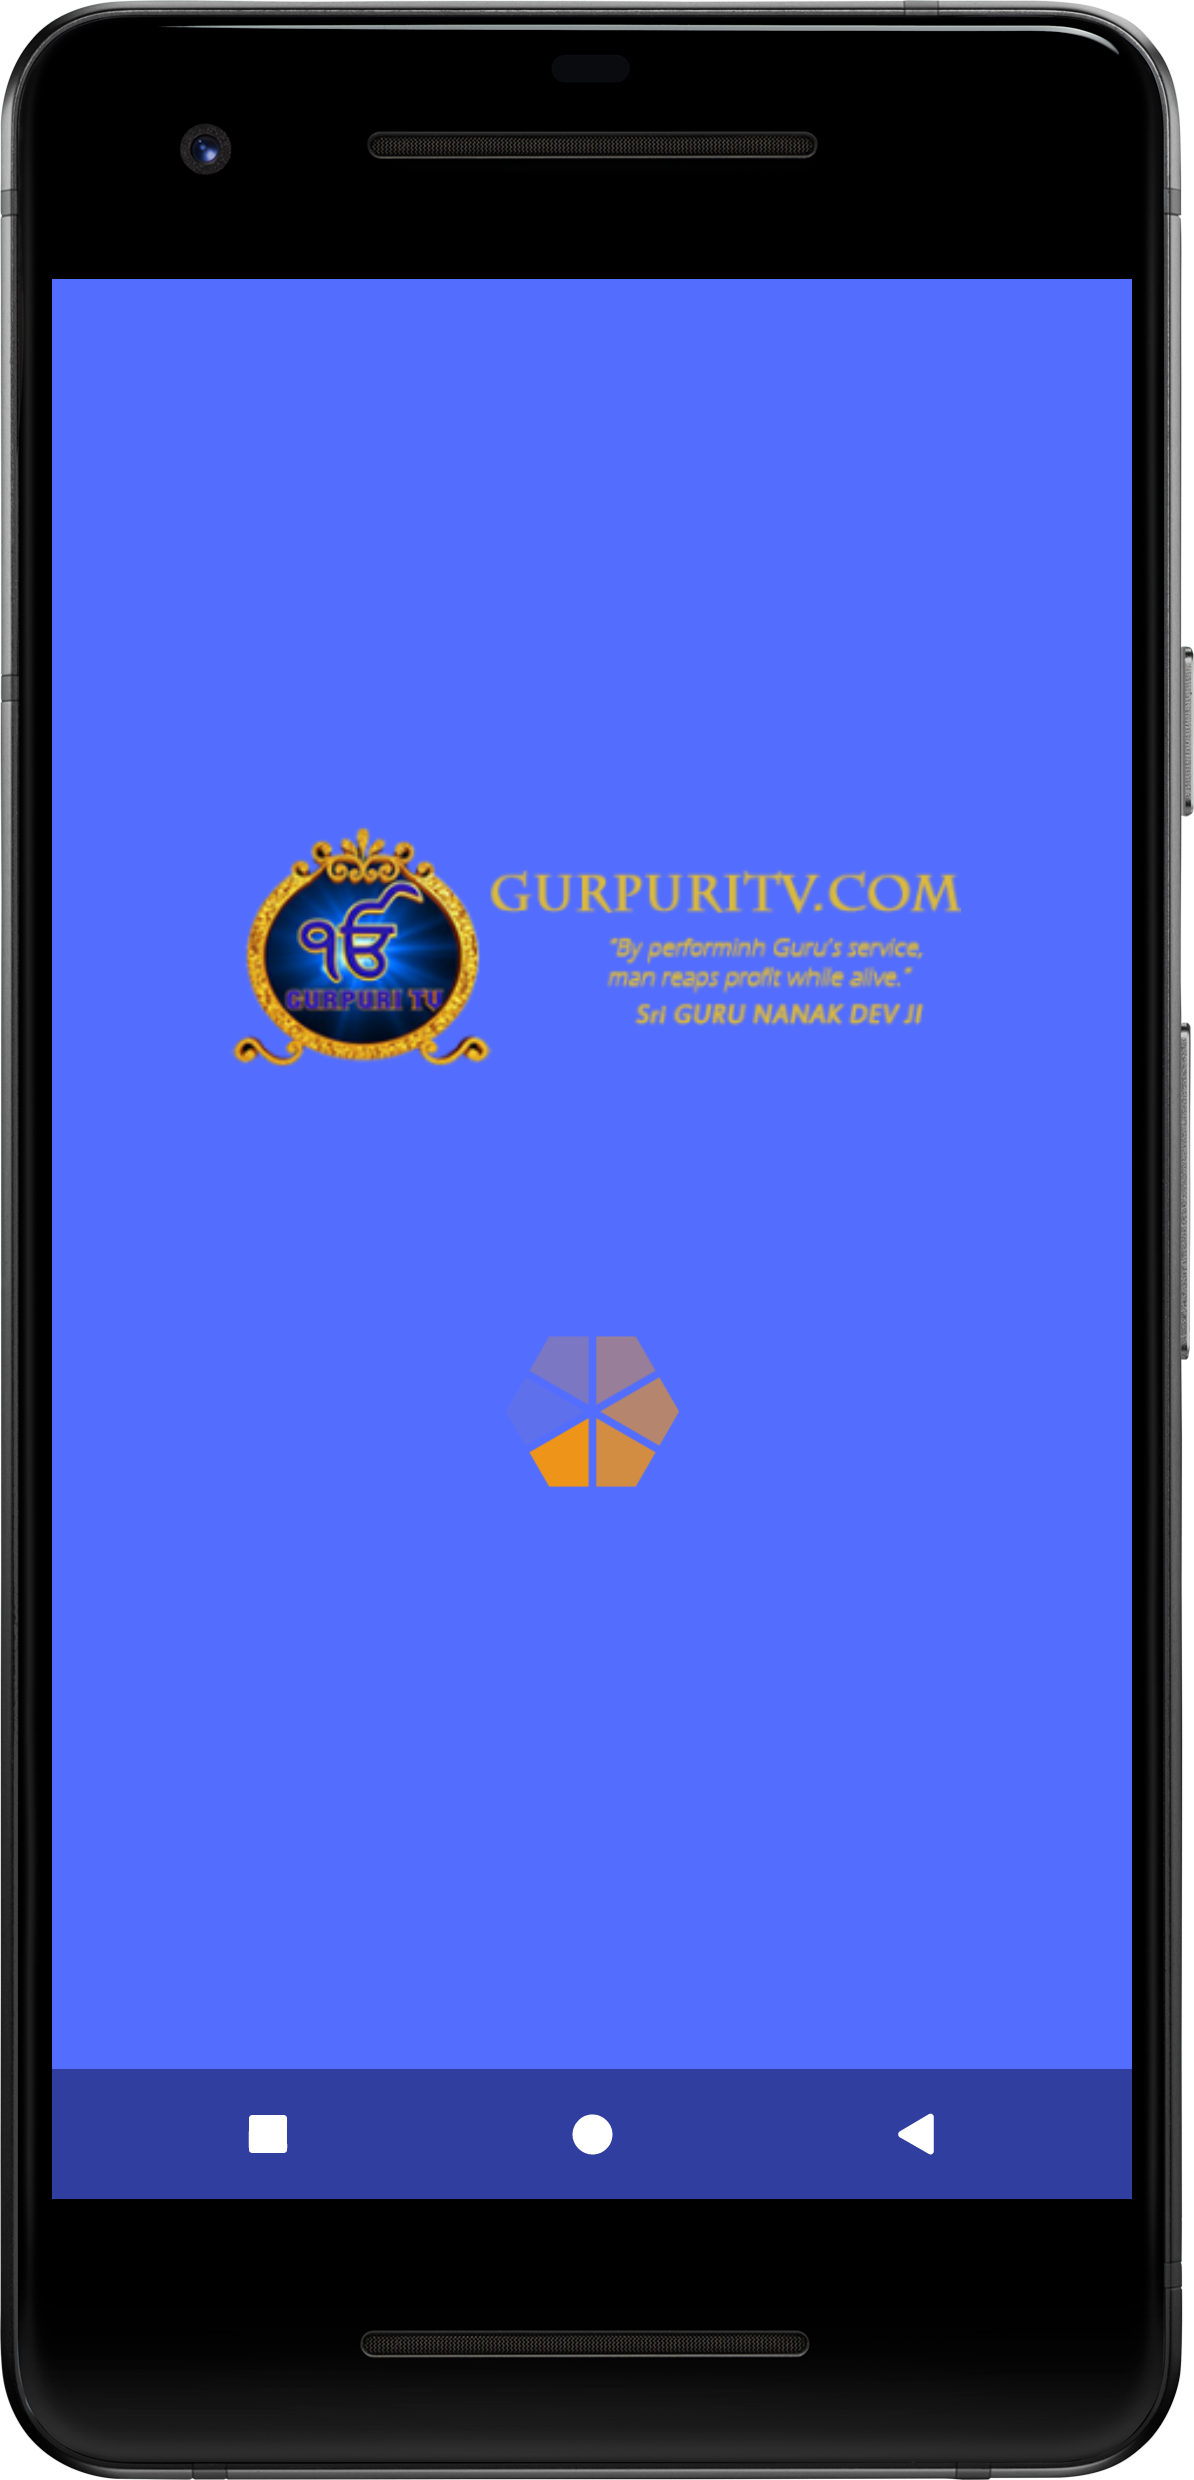 ੴ
GURPURI TV
GURPURITV.COM
“By performinh Guru's service,
man reaps profit while alive.”
Sri GURU NANAK DEV JI